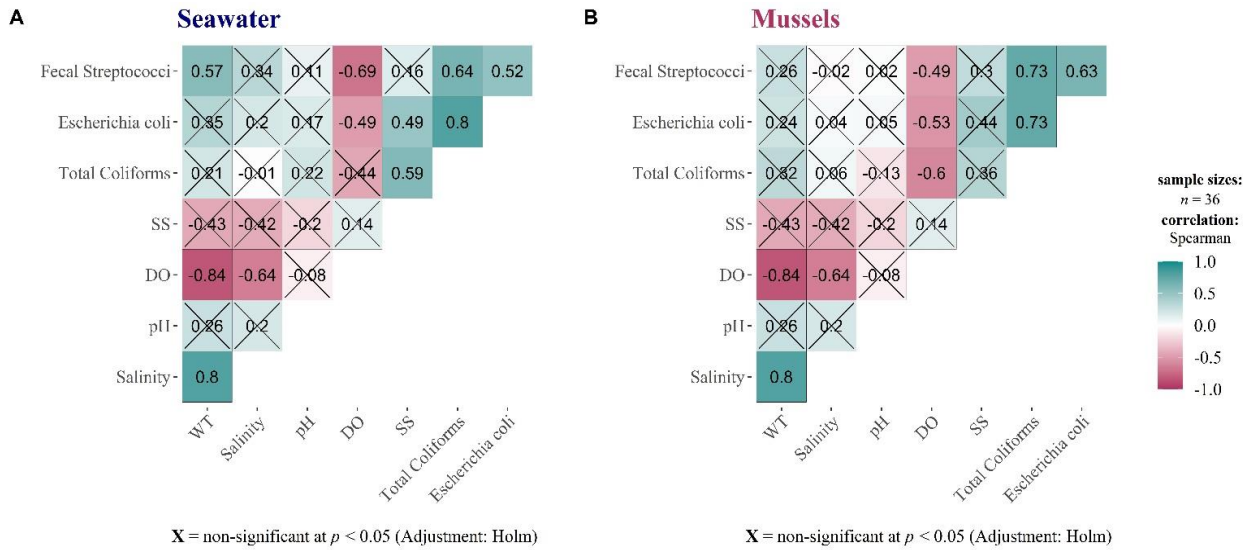 A
Seawater
Fecal Streptococci 0.57 0.34 0.11 -0.69 0.16 0.64 0.52
Escherichia coli 0.35 0.2 0.17 -0.49 0.49 0.8
Total Coliforms 0.21 -0.01 0.22 -0.44 0.59
SS -0.43 -0.42 -0.2 0.14
DO -0.84 -0.64 -0.08
pH 0.26 0.2
Salinity 0.8
WT Salinity pH DO SS Total Coliforms Escherichia coli
X = non-significant at p < 0.05 (Adjustment: Holm)
B
Mussels
Fecal Streptococci 0.26 -0.02 0.02 -0.49 0.3 0.73 0.63
Escherichia coli 0.24 0.04 0.05 -0.53 0.44 0.73
Total Coliforms 0.32 0.06 -0.13 -0.6 0.36
SS -0.43 -0.42 -0.2 0.14
DO -0.84 -0.64 -0.08
pH 0.26 0.2
Salinity 0.8
WT Salinity pH DO SS Total Coliforms Escherichia coli
X = non-significant at p < 0.05 (Adjustment: Holm)
sample sizes:
n = 36
correlation:
Spearman
1.0
0.5
0.0
-0.5
-1.0